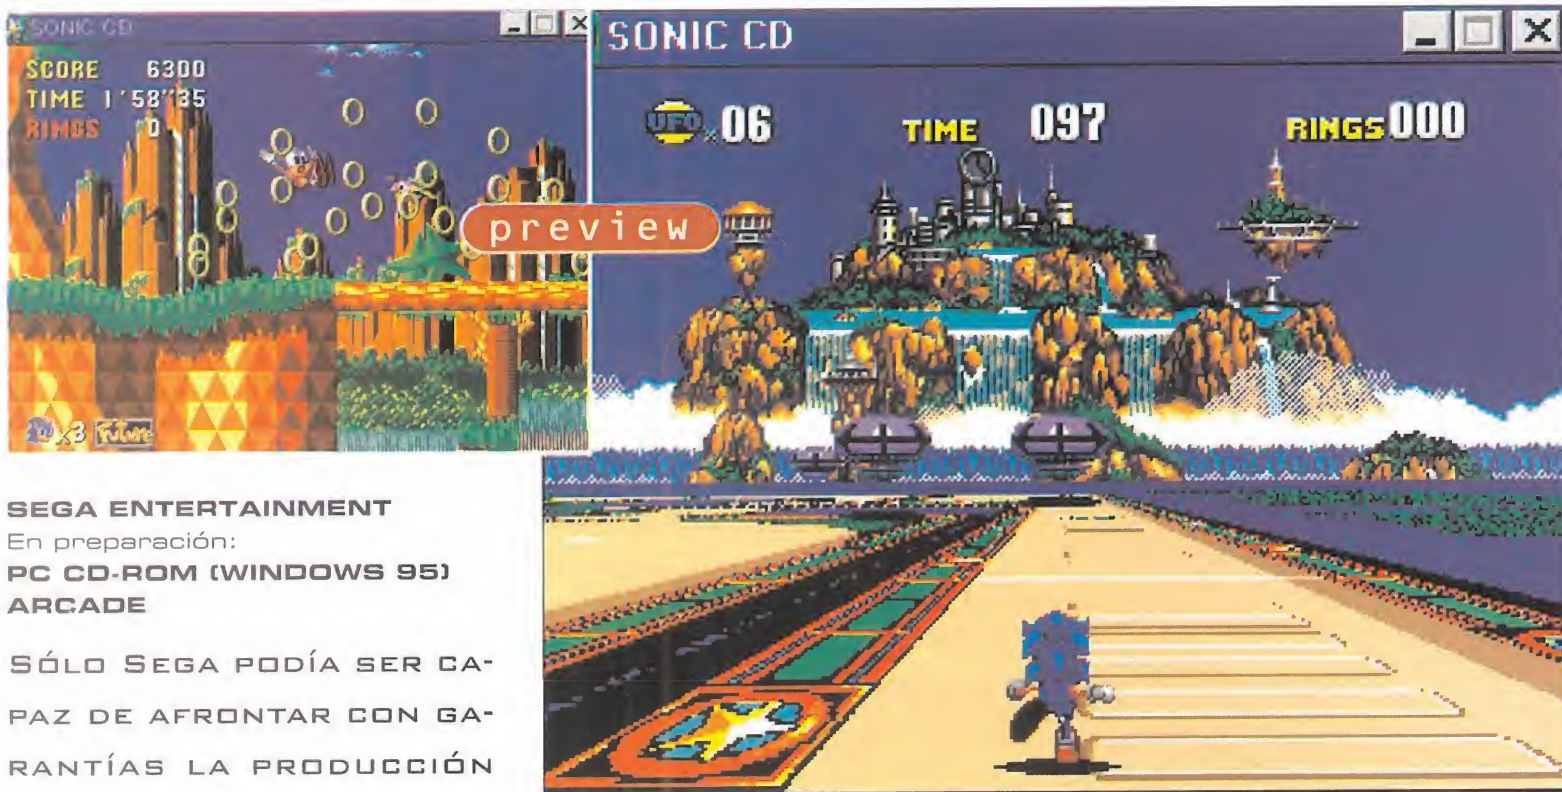 SONIC CD
SCORE 6300
TIME 1'58"35
RINGS 0
×3 Future
SONIC CD
UFO × 06 TIME 097 RINGS 000
preview
SEGA ENTERTAINMENT
En preparación:
PC CD-ROM (WINDOWS 95)
ARCADE
SÓLO SEGA PODÍA SER CA-
PAZ DE AFRONTAR CON GA-
RANTÍAS LA PRODUCCIÓN